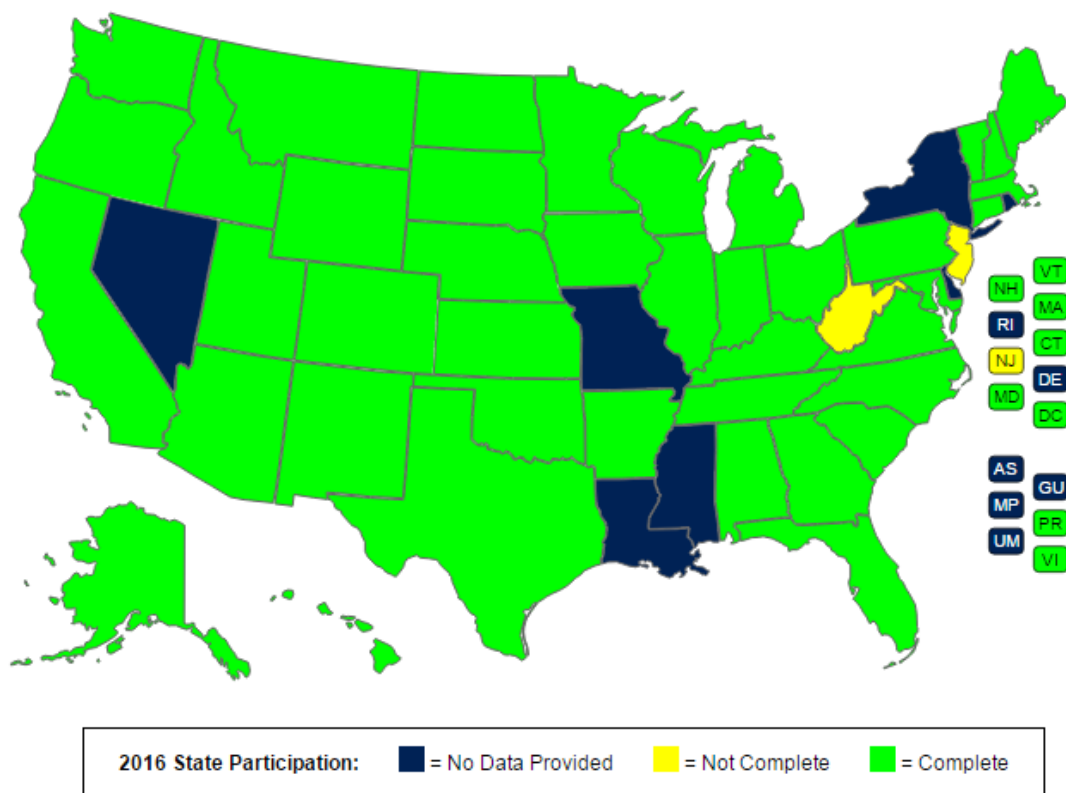 VT
NH
MA
RI
CT
NJ
DE
MD
DC
AS
GU
MP
PR
UM
VI
2016 State Participation: = No Data Provided = Not Complete = Complete